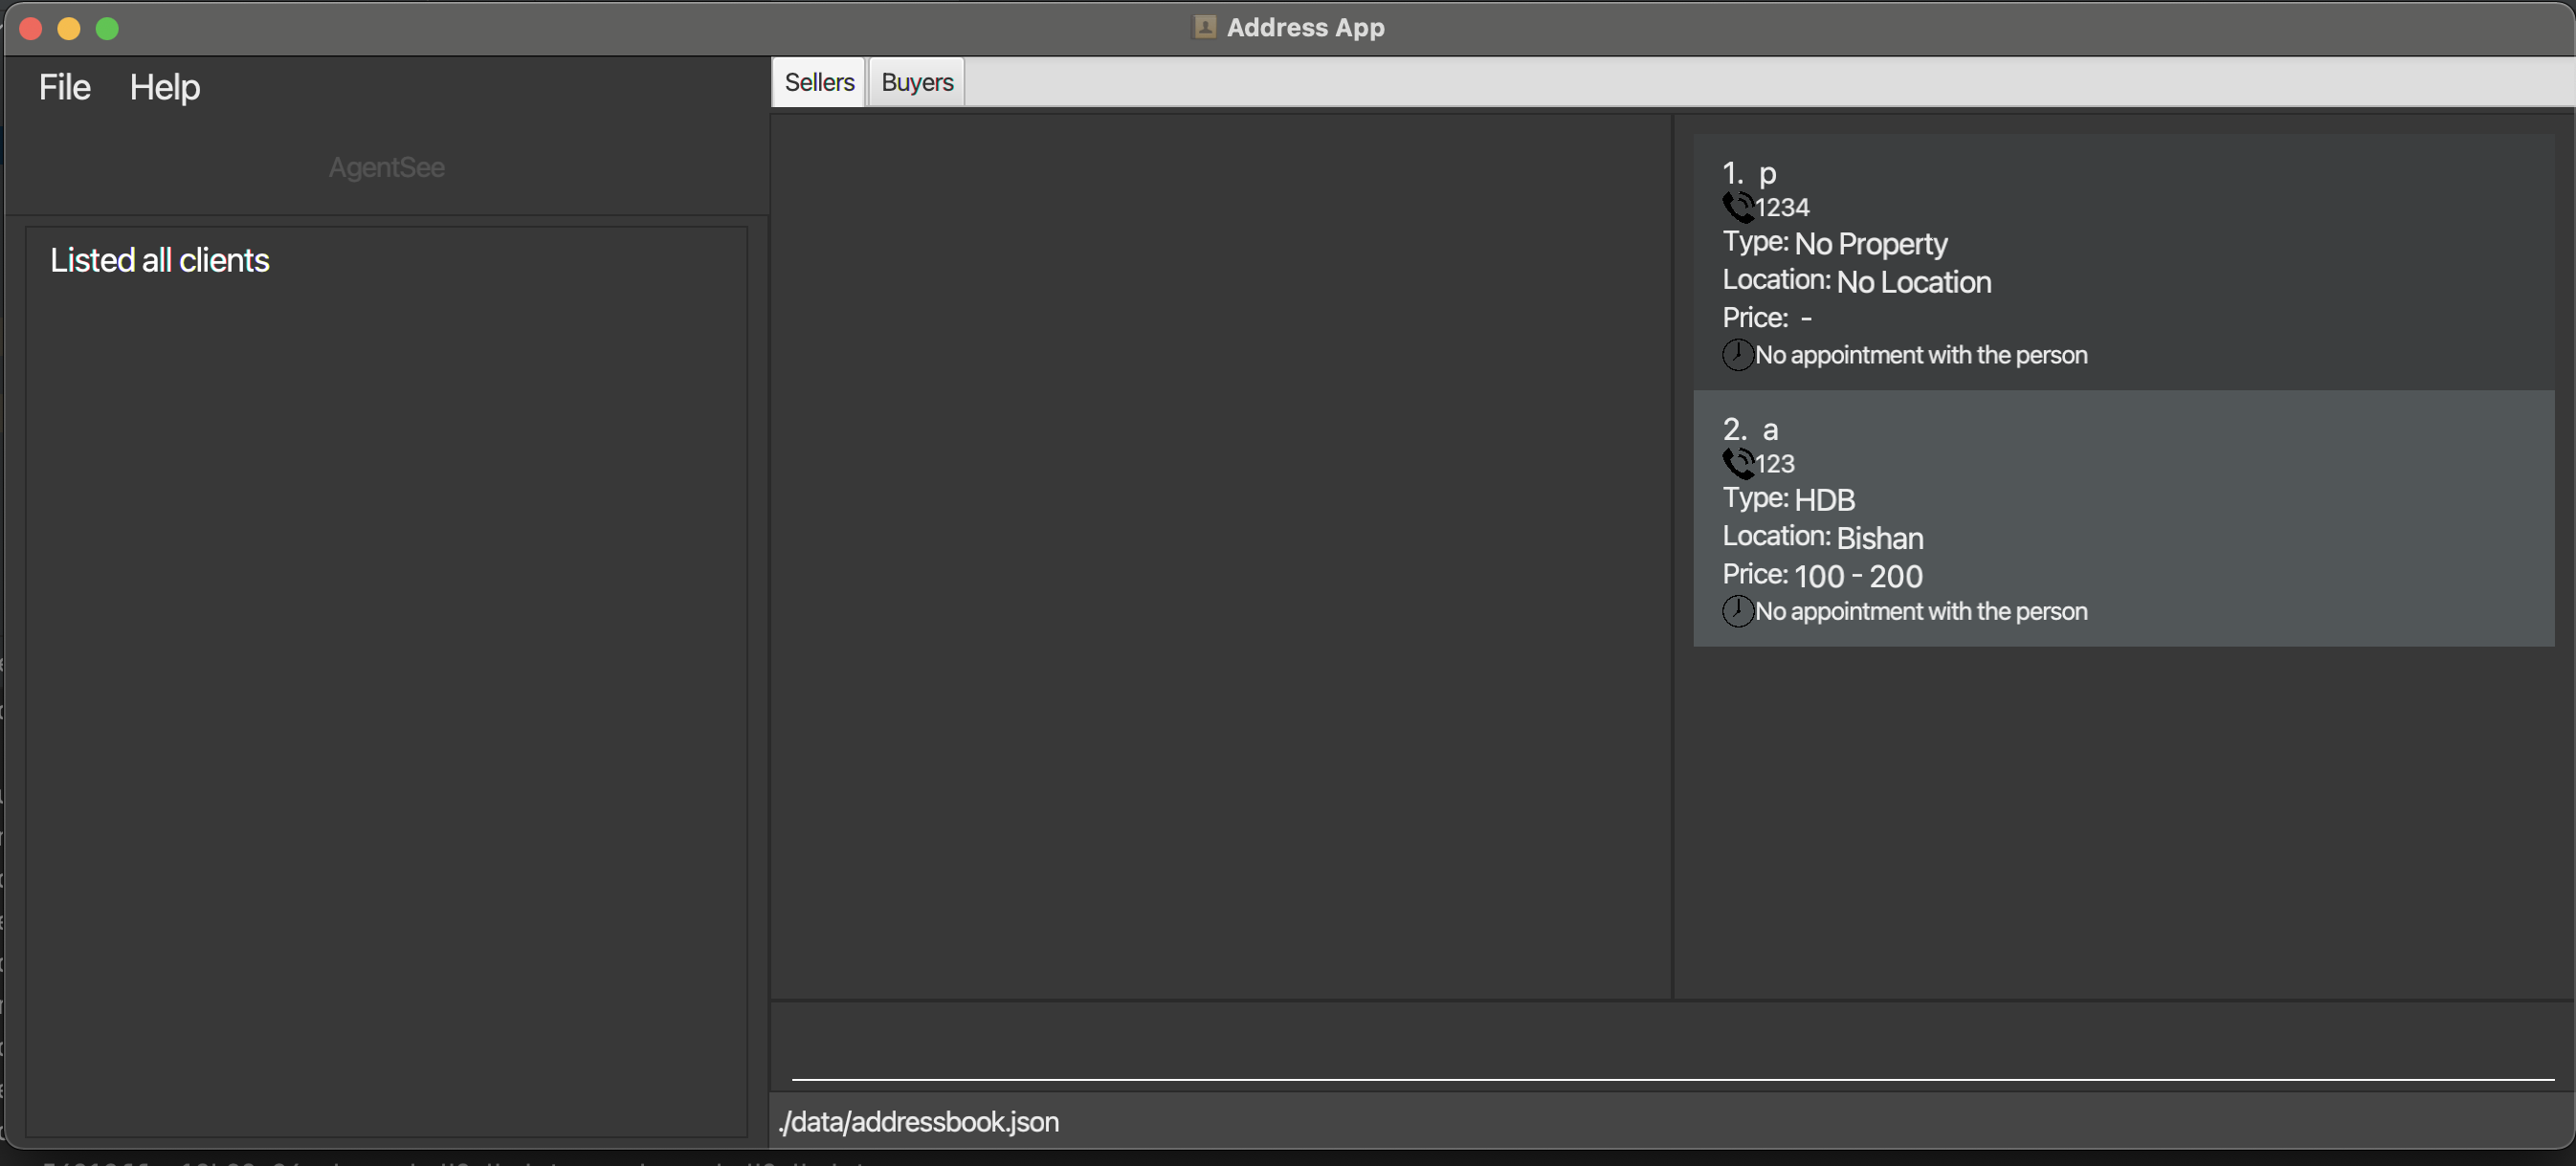 Address App
File Help
AgentSee
Listed all clients
Sellers Buyers
1. p
1234
Type: No Property
Location: No Location
Price: -
No appointment with the person
2. a
123
Type: HDB
Location: Bishan
Price: 100 - 200
No appointment with the person
./data/addressbook.json